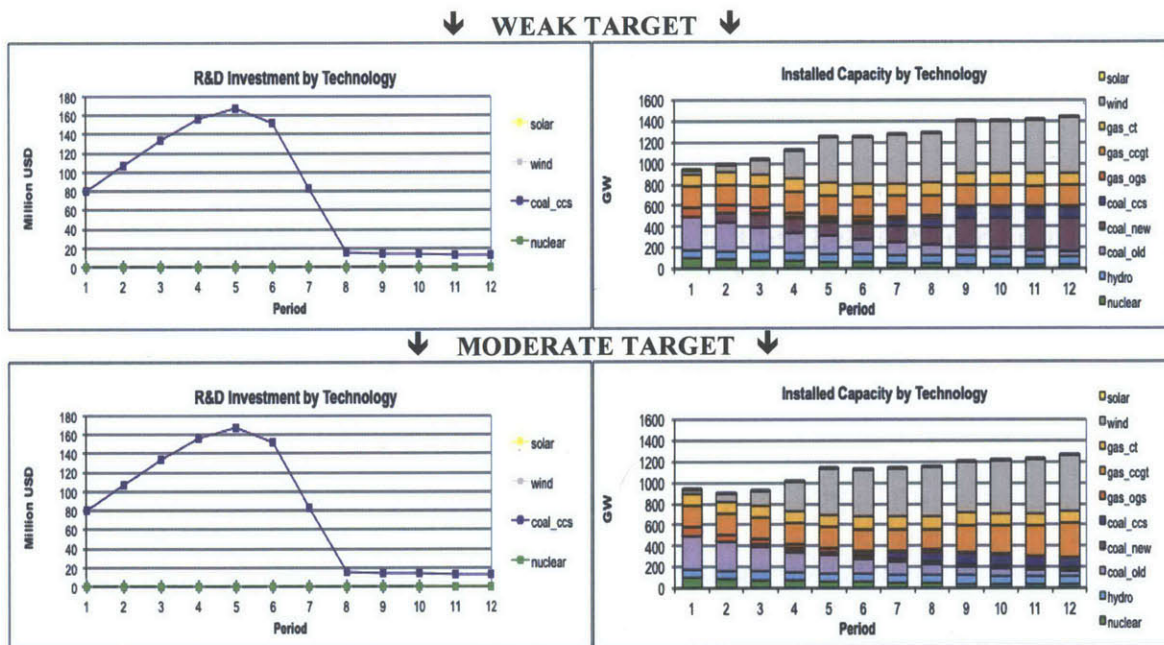 ↓ WEAK TARGET ↓
R&D Investment by Technology
Million USD
180
160
140
120
100
80
60
40
20
0
1 2 3 4 5 6 7 8 9 10 11 12
Period
solar
wind
coal_ccs
nuclear
Installed Capacity by Technology
GW
1600
1400
1200
1000
800
600
400
200
0
1 2 3 4 5 6 7 8 9 10 11 12
Period
solar
wind
gas_ct
gas_ccgt
gas_ogs
coal_ccs
coal_new
coal_old
hydro
nuclear
↓ MODERATE TARGET ↓
R&D Investment by Technology
Million USD
180
160
140
120
100
80
60
40
20
0
1 2 3 4 5 6 7 8 9 10 11 12
Period
solar
wind
coal_ccs
nuclear
Installed Capacity by Technology
GW
1600
1400
1200
1000
800
600
400
200
0
1 2 3 4 5 6 7 8 9 10 11 12
Period
solar
wind
gas_ct
gas_ccgt
gas_ogs
coal_ccs
coal_new
coal_old
hydro
nuclear